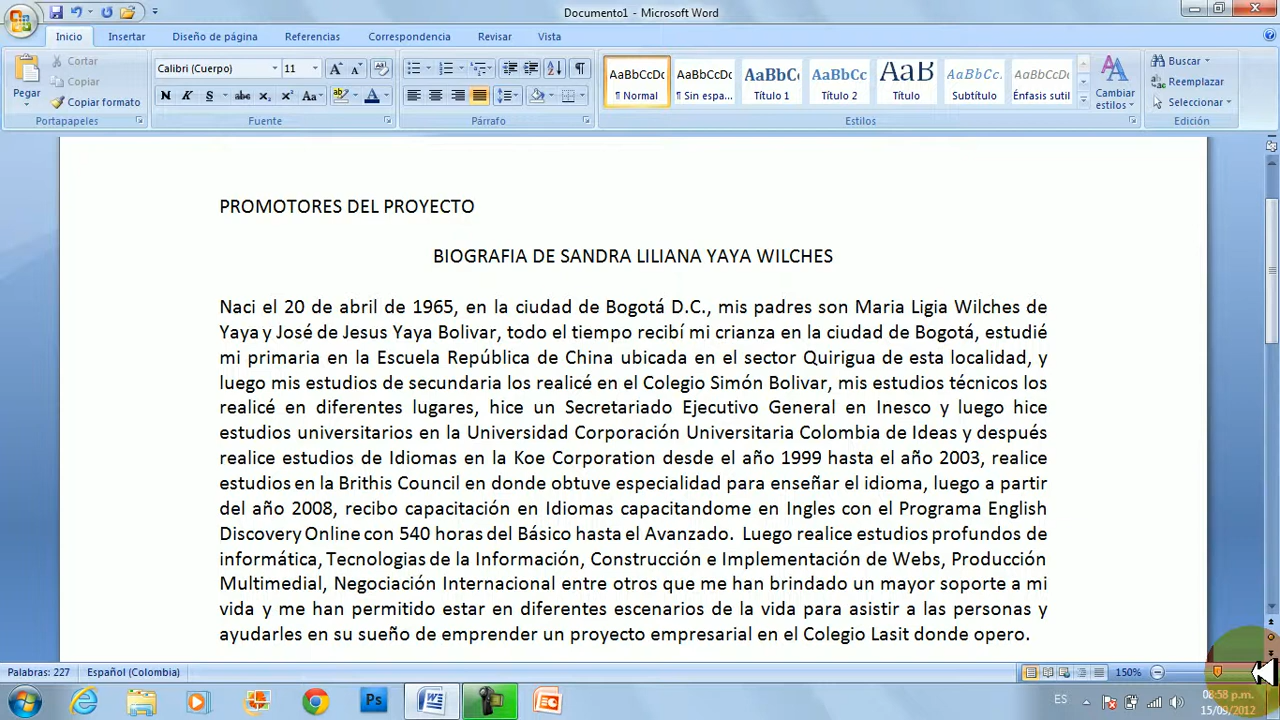 Documento1 - Microsoft Word
Inicio Insertar Diseño de página Referencias Correspondencia Revisar Vista
Pegar Cortar Copiar Copiar formato Portapapeles
Calibri (Cuerpo) 11 N K S abc x₂ x² Aa A Fuente
Párrafo
AaBbCcDc ¶ Normal AaBbCcDc ¶ Sin espa... AaBbC Título 1 AaBbCc Título 2 AaB Título AaBbCc. Subtítulo AaBbCcDc Énfasis sutil
Cambiar estilos Estilos
Buscar Reemplazar Seleccionar Edición
PROMOTORES DEL PROYECTO
BIOGRAFIA DE SANDRA LILIANA YAYA WILCHES
Naci el 20 de abril de 1965, en la ciudad de Bogotá D.C., mis padres son Maria Ligia Wilches de
Yaya y José de Jesus Yaya Bolivar, todo el tiempo recibí mi crianza en la ciudad de Bogotá, estudié
mi primaria en la Escuela República de China ubicada en el sector Quirigua de esta localidad, y
luego mis estudios de secundaria los realicé en el Colegio Simón Bolivar, mis estudios técnicos los
realicé en diferentes lugares, hice un Secretariado Ejecutivo General en Inesco y luego hice
estudios universitarios en la Universidad Corporación Universitaria Colombia de Ideas y después
realice estudios de Idiomas en la Koe Corporation desde el año 1999 hasta el año 2003, realice
estudios en la Brithis Council en donde obtuve especialidad para enseñar el idioma, luego a partir
del año 2008, recibo capacitación en Idiomas capacitandome en Ingles con el Programa English
Discovery Online con 540 horas del Básico hasta el Avanzado. Luego realice estudios profundos de
informática, Tecnologias de la Información, Construcción e Implementación de Webs, Producción
Multimedial, Negociación Internacional entre otros que me han brindado un mayor soporte a mi
vida y me han permitido estar en diferentes escenarios de la vida para asistir a las personas y
ayudarles en su sueño de emprender un proyecto empresarial en el Colegio Lasit donde opero.
Palabras: 227 Español (Colombia) 150%
Ps ES 08:58 p.m.
15/09/2012